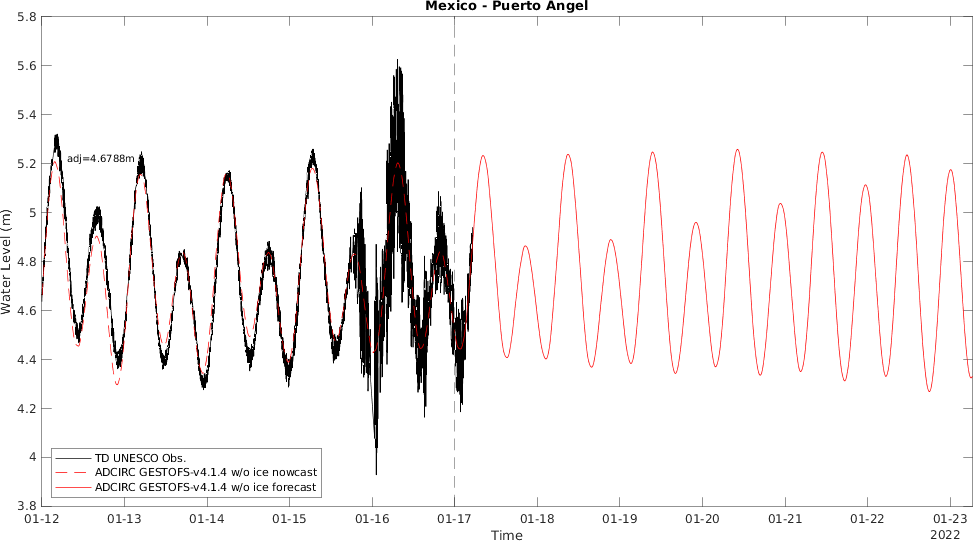 Mexico - Puerto Angel
5.8
5.6
5.4
5.2
5
4.8
4.6
4.4
4.2
4
3.8
Water Level (m)
adj=4.6788m
TD UNESCO Obs.
ADCIRC GESTOFS-v4.1.4 w/o ice nowcast
ADCIRC GESTOFS-v4.1.4 w/o ice forecast
01-12 01-13 01-14 01-15 01-16 01-17 01-18 01-19 01-20 01-21 01-22 01-23
Time
2022